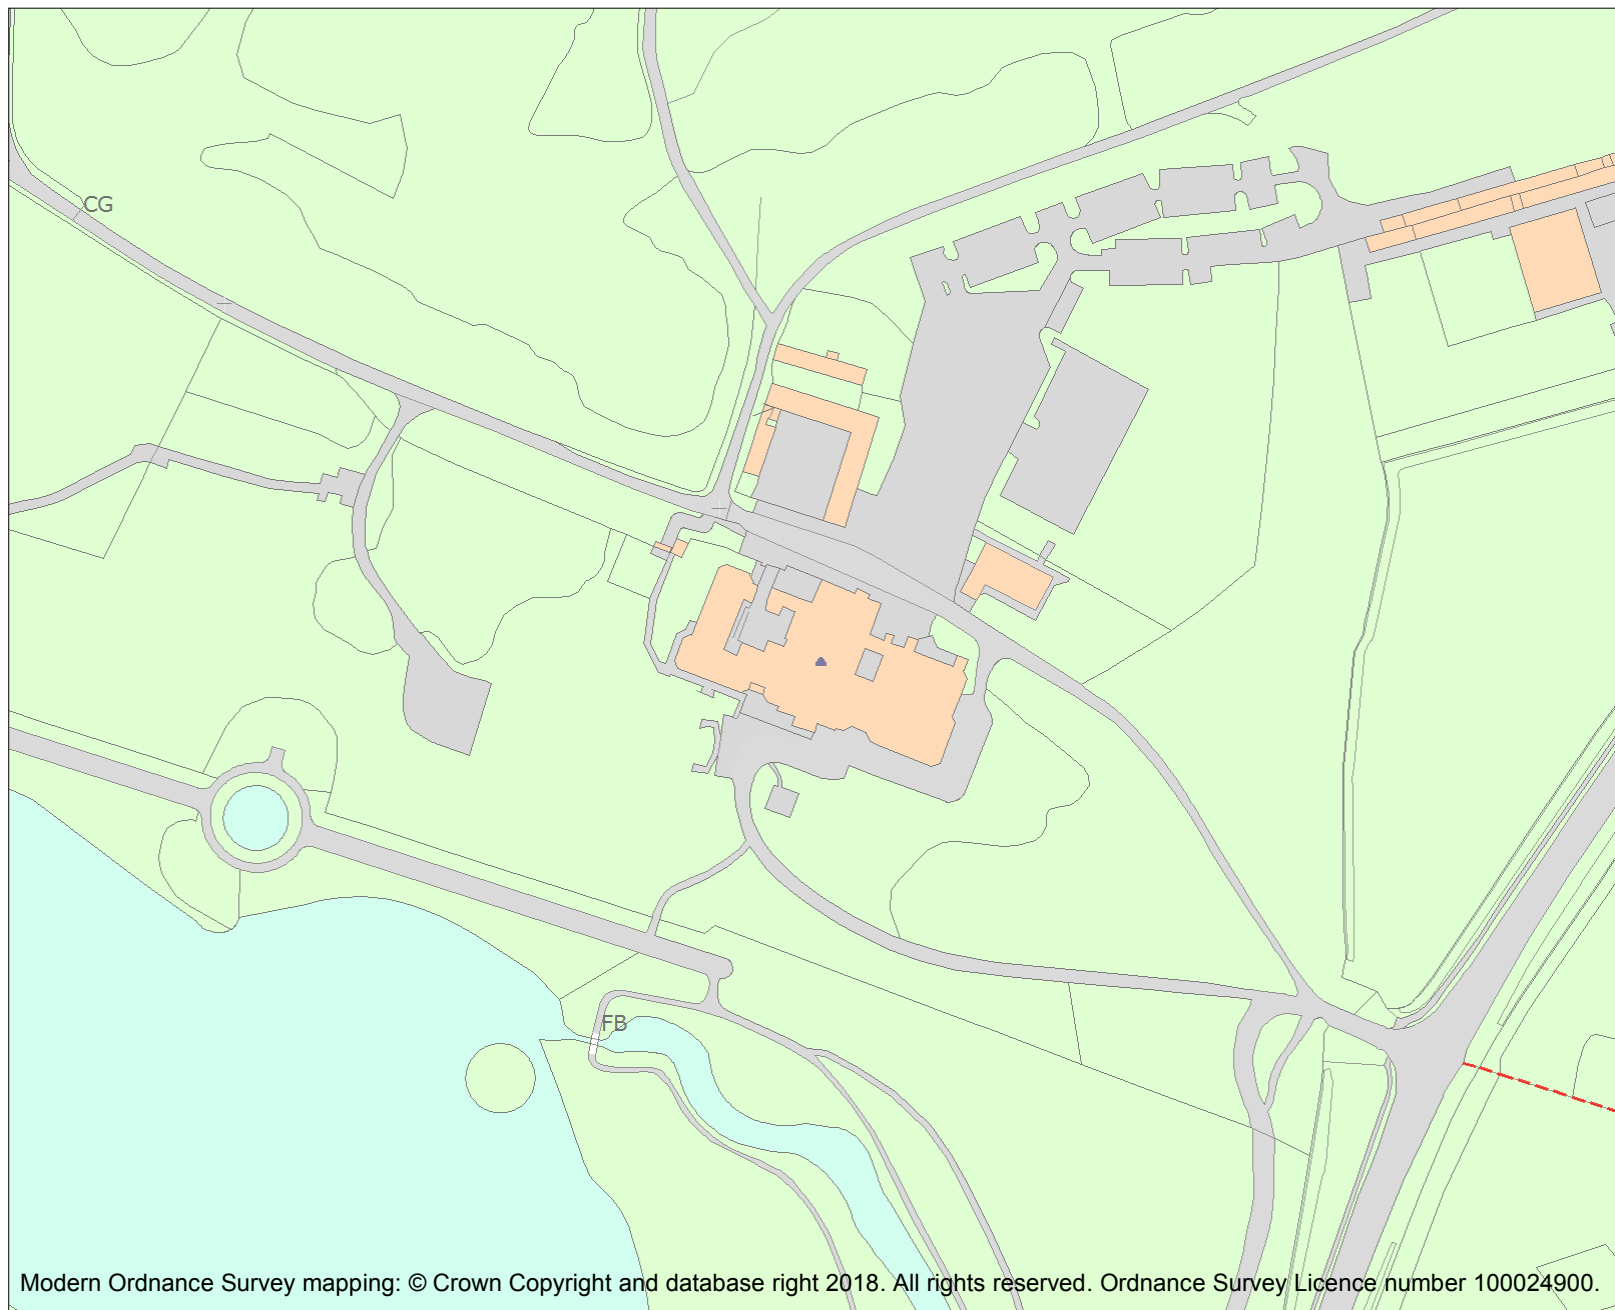 CG
FB
Modern Ordnance Survey mapping: © Crown Copyright and database right 2018. All rights reserved. Ordnance Survey Licence number 100024900.